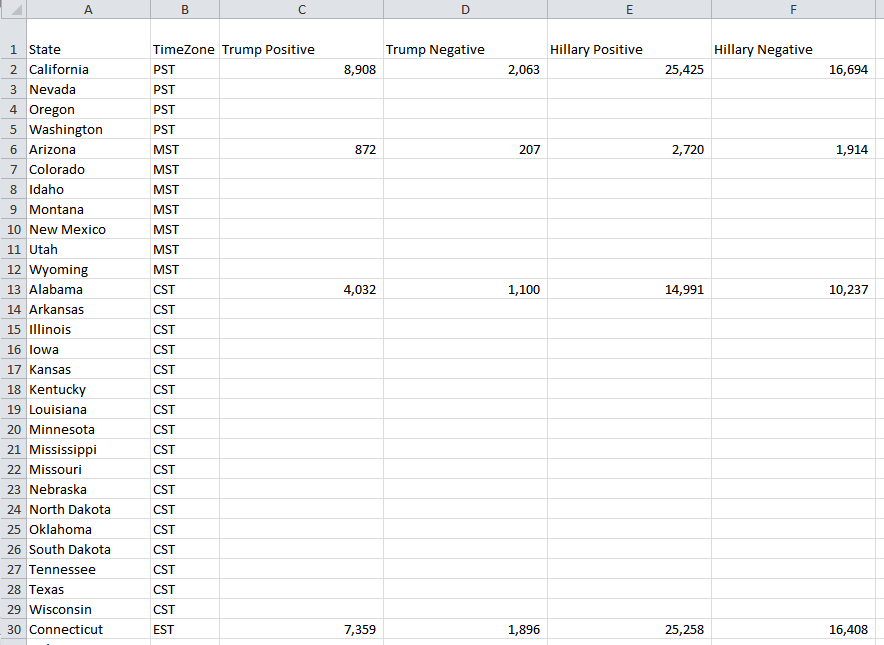 A B C D E F
1 State TimeZone Trump Positive Trump Negative Hillary Positive Hillary Negative
2 California PST 8,908 2,063 25,425 16,694
3 Nevada PST
4 Oregon PST
5 Washington PST
6 Arizona MST 872 207 2,720 1,914
7 Colorado MST
8 Idaho MST
9 Montana MST
10 New Mexico MST
11 Utah MST
12 Wyoming MST
13 Alabama CST 4,032 1,100 14,991 10,237
14 Arkansas CST
15 Illinois CST
16 Iowa CST
17 Kansas CST
18 Kentucky CST
19 Louisiana CST
20 Minnesota CST
21 Mississippi CST
22 Missouri CST
23 Nebraska CST
24 North Dakota CST
25 Oklahoma CST
26 South Dakota CST
27 Tennessee CST
28 Texas CST
29 Wisconsin CST
30 Connecticut EST 7,359 1,896 25,258 16,408